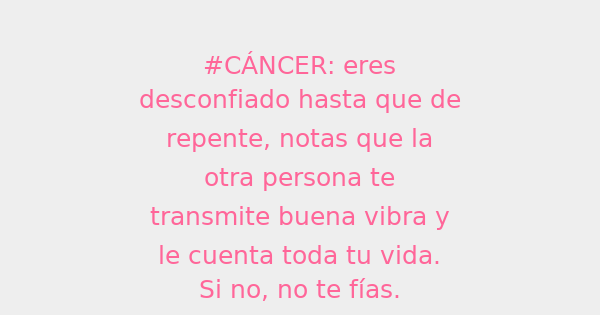 #CÁNCER: eres
desconfiado hasta que de
repente, notas que la
otra persona te
transmite buena vibra y
le cuenta toda tu vida.
Si no, no te fías.